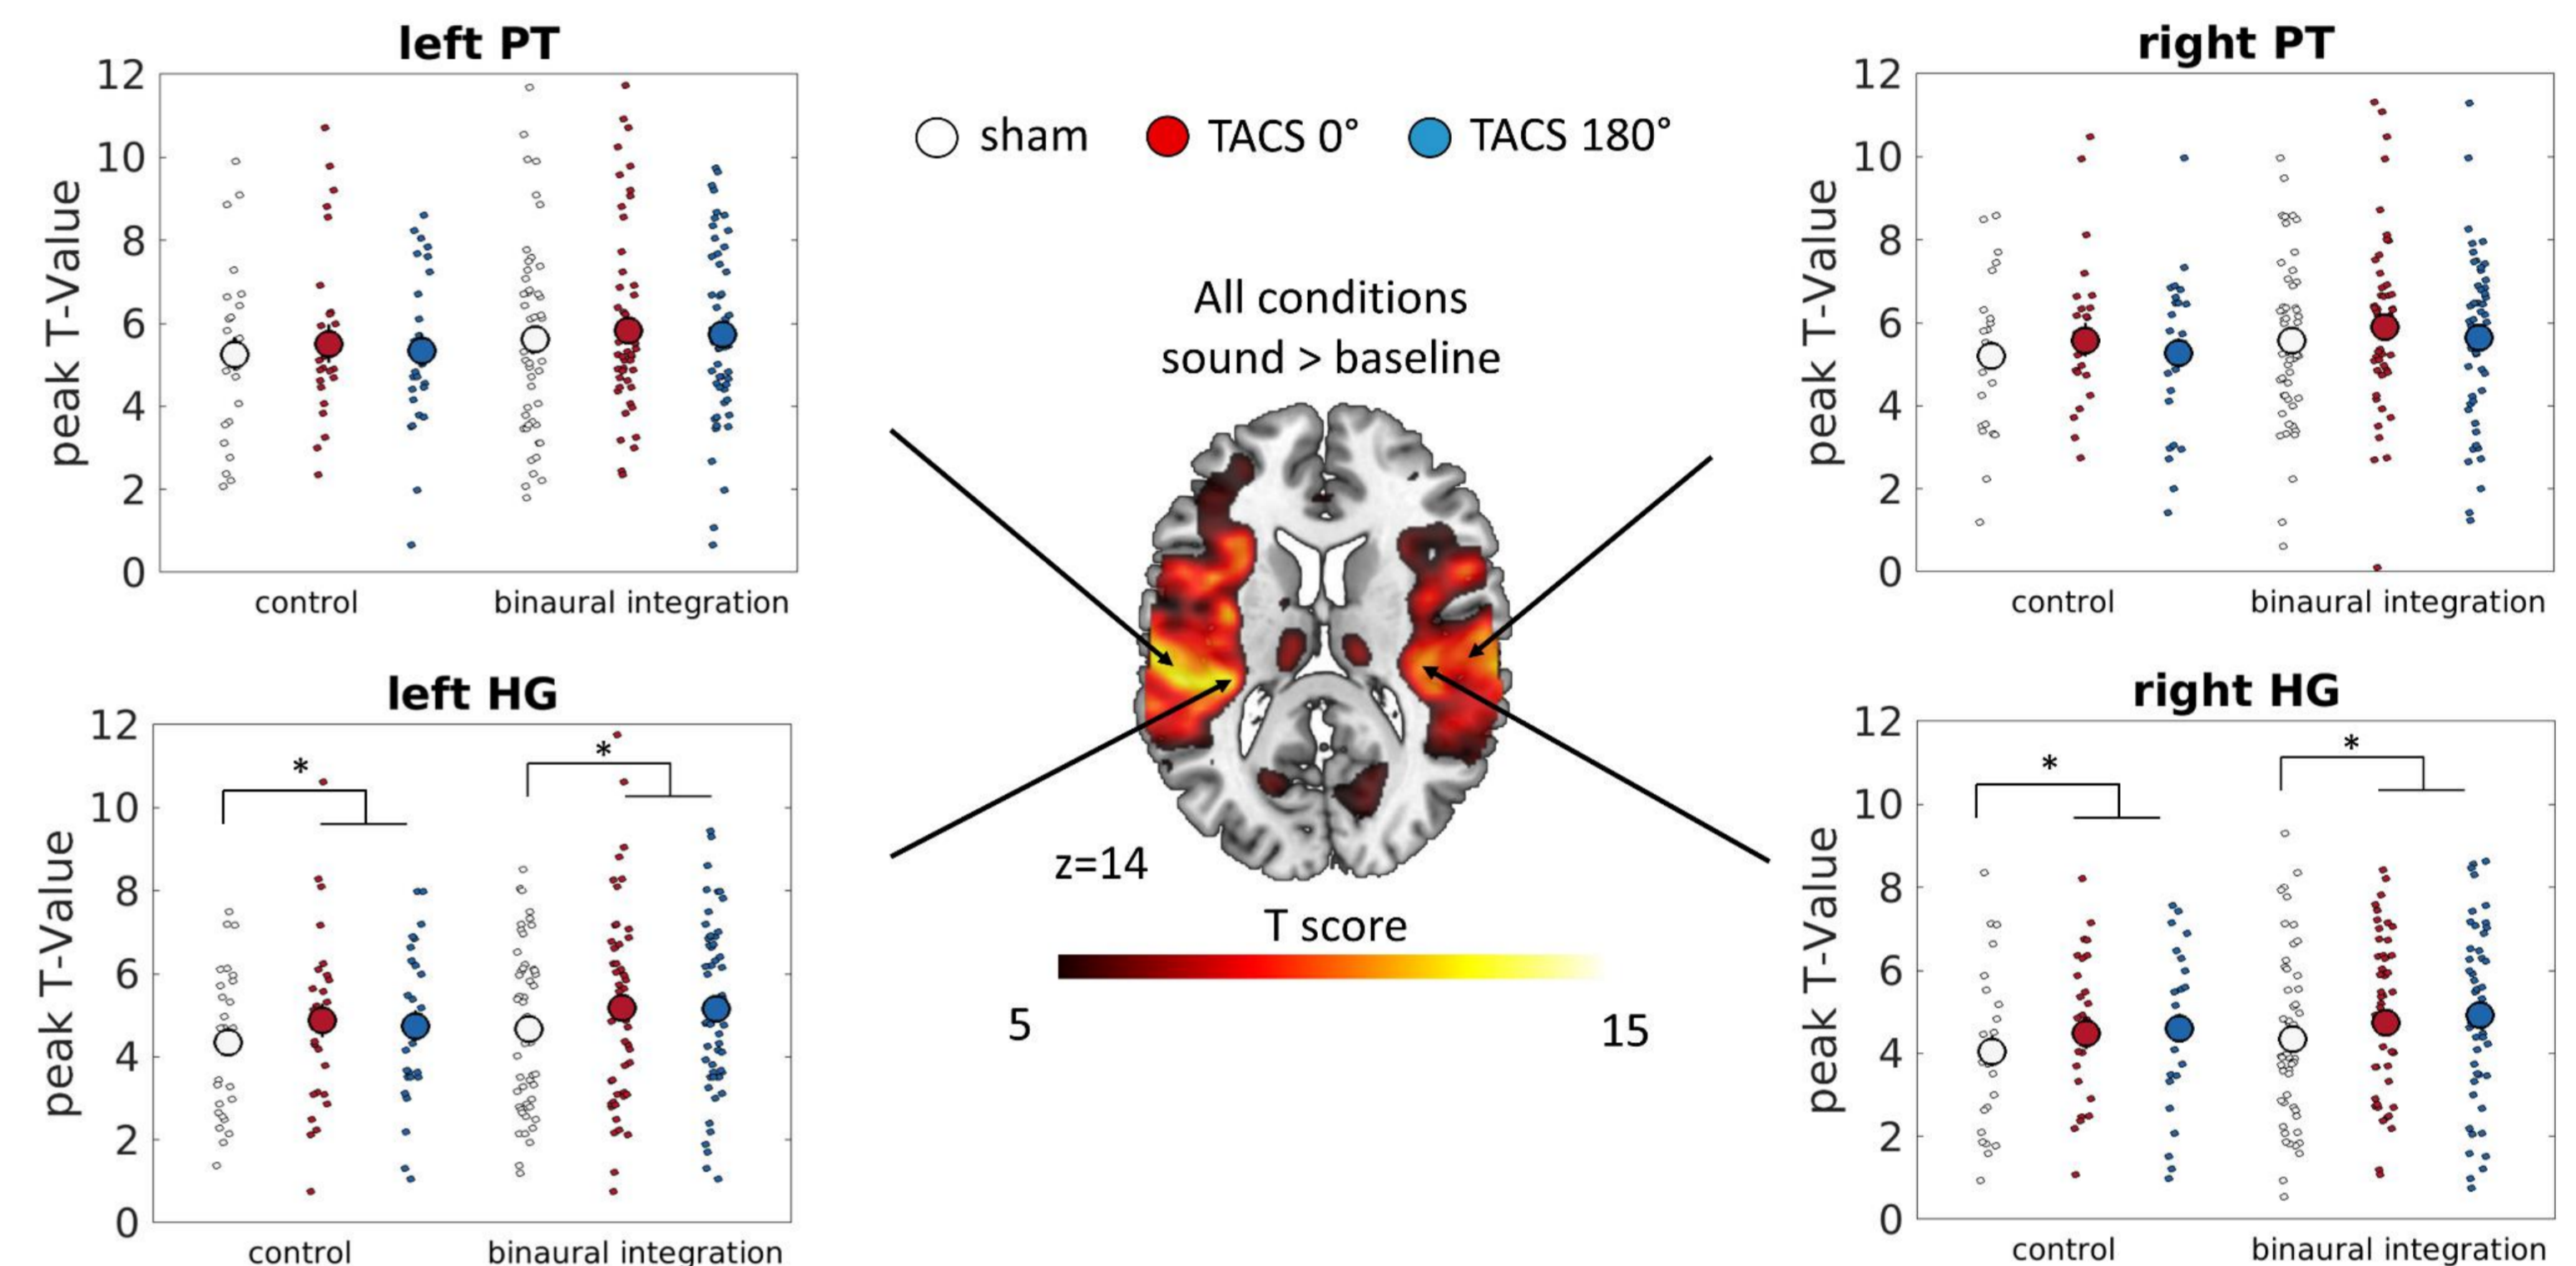 left PT
12
10
8
6
4
2
0
peak T-Value
control binaural integration
sham TACS 0° TACS 180°
All conditions
sound > baseline
right PT
12
10
8
6
4
2
0
peak T-Value
control binaural integration
left HG
12
10
8
6
4
2
0
peak T-Value
* *
control binaural integration
z=14
T score
5 15
right HG
12
10
8
6
4
2
0
peak T-Value
* *
control binaural integration